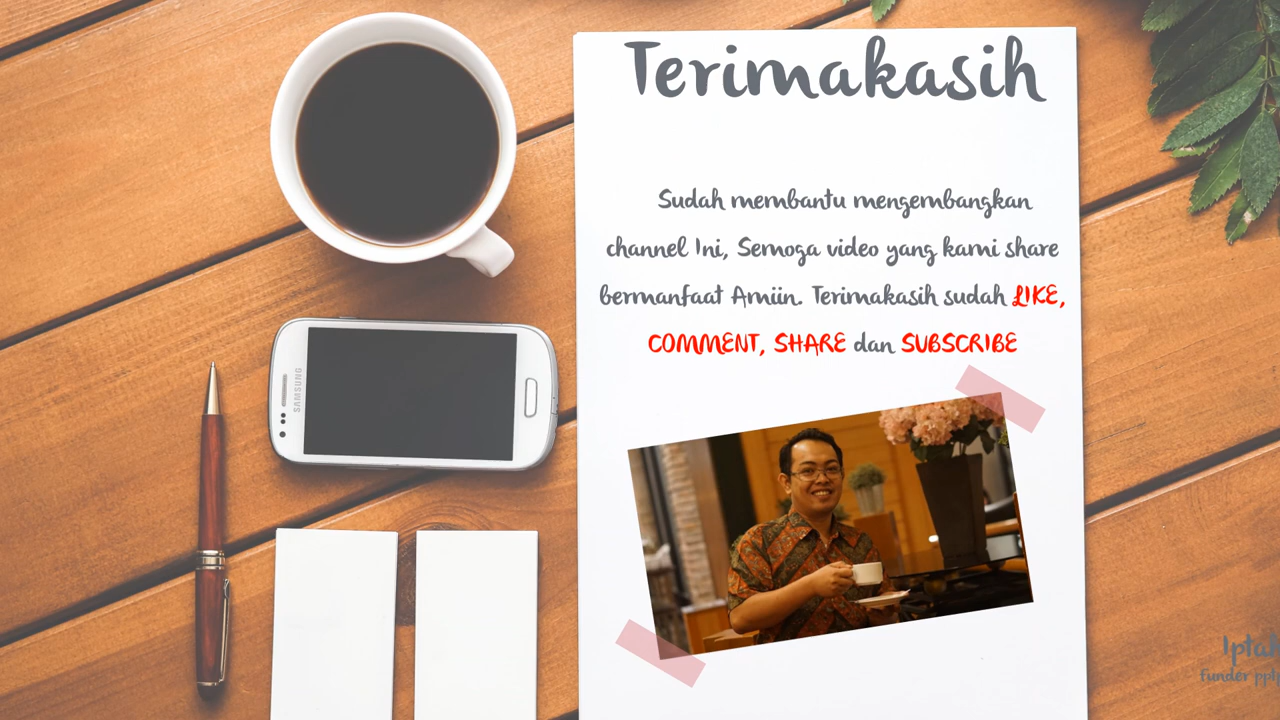 Terimakasih
Sudah membantu mengembangkan
channel Ini, Semoga video yang kami share
bermanfaat Amiin. Terimakasih sudah LIKE,
COMMENT, SHARE dan SUBSCRIBE
SAMSUNG